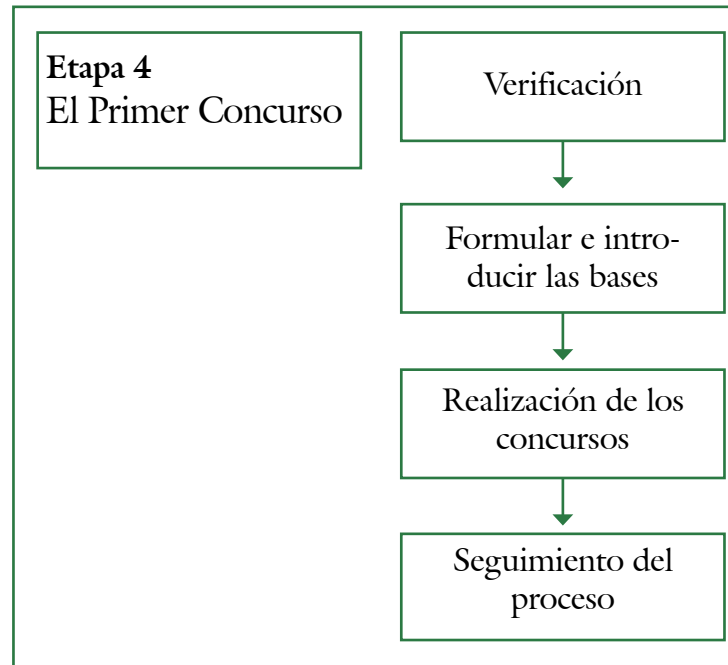 Etapa 4
El Primer Concurso
Verificación
Formular e intro-
ducir las bases
Realización de los
concursos
Seguimiento del
proceso